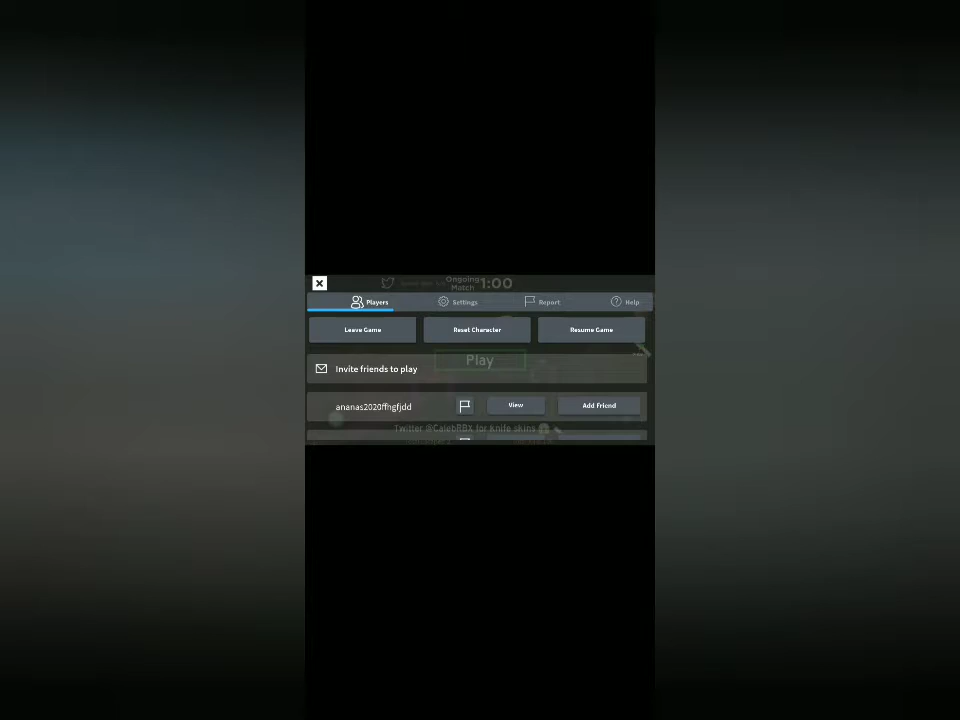 Ongoing
Match 1:00
Players Settings Report Help
Leave Game Reset Character Resume Game
Play
Invite friends to play
ananas2020ffhgfjdd View Add Friend
Twitter @CalebRBX for knife skins